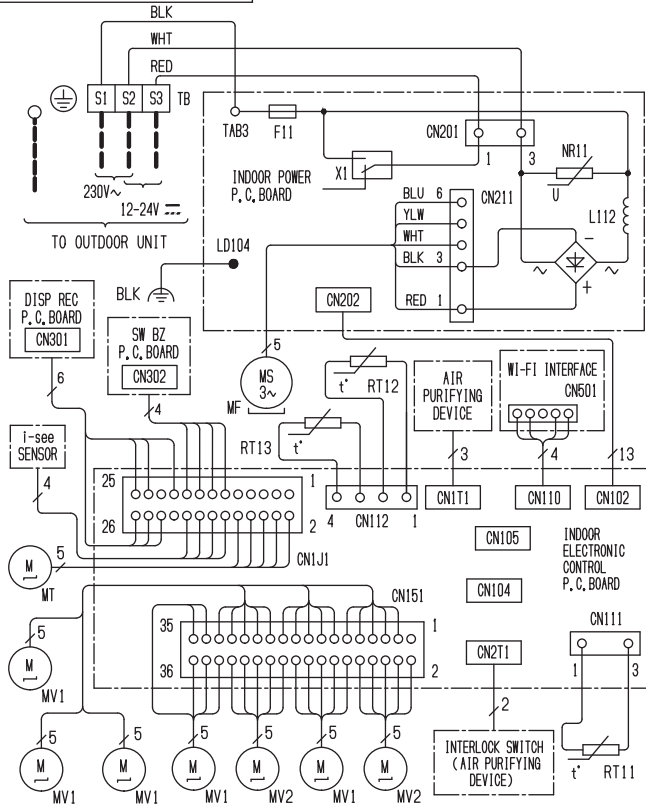 BLK
WHT
RED
S1 S2 S3 TB
TAB3
F11
CN201
1 3
X1
NR11
U
INDOOR POWER
P.C.BOARD
230V~
12-24V
TO OUTDOOR UNIT
BLU 6
YLW
WHT
BLK 3
RED 1
CN211
L112
~ ~
-
+
LD104
BLK
CN202
DISP REC
P.C.BOARD
CN301
6
SW BZ
P.C.BOARD
CN302
4
MS
3~
5
MF
t° RT12
RT13 t°
AIR
PURIFYING
DEVICE
3
WI-FI INTERFACE
CN501
4
13
i-see
SENSOR
4
25 1
26 2
CN1J1
4 CN112 1
CN1T1
CN110
CN102
CN105
CN104
INDOOR
ELECTRONIC
CONTROL
P.C.BOARD
M
5
MT
CN151
35 1
36 2
CN2T1
2
CN111
1 3
M
5
MV1
M
5
MV1
M
5
MV1
M
5
MV1
M
5
MV2
M
5
MV1
M
5
MV2
INTERLOCK SWITCH
(AIR PURIFYING
DEVICE)
t° RT11